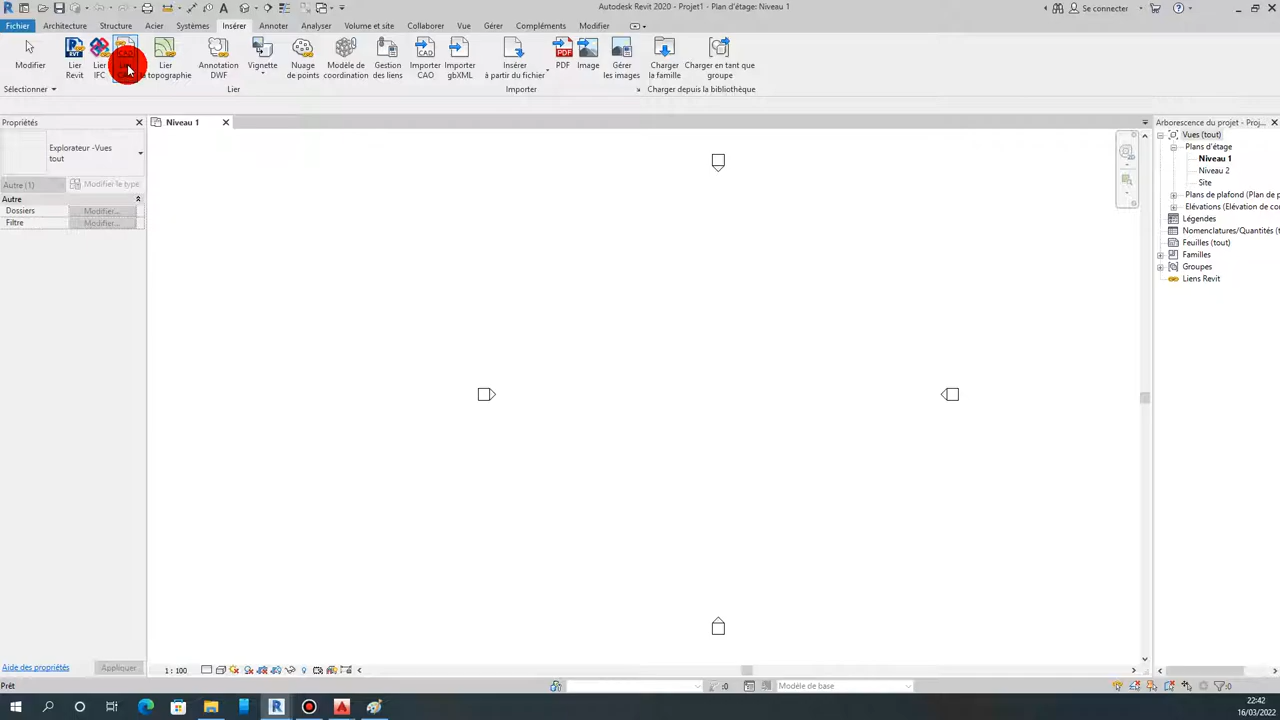 Autodesk Revit 2020 - Projet1 - Plan d'étage: Niveau 1
Se connecter
Fichier Architecture Structure Acier Systèmes Insérer Annoter Analyser Volume et site Collaborer Vue Gérer Compléments Modifier
Modifier
Lier Revit
Lier IFC
topographie
Annotation DWF
Vignette
Nuage de points
Modèle de coordination
Gestion des liens
Importer CAO
Importer gbXML
Insérer à partir du fichier
PDF
Image
Gérer les images
Charger la famille
Charger en tant que groupe
Sélectionner
Lier
Importer
Charger depuis la bibliothèque
Propriétés
Niveau 1
Arborescence du projet - Proj...
Explorateur -Vues
tout
Autre (1)
Modifier le type
Autre
Dossiers Modifier...
Filtre Modifier...
Vues (tout)
Plans d'étage
Niveau 1
Niveau 2
Site
Plans de plafond (Plan de p
Elévations (Elévation de co
Légendes
Nomenclatures/Quantités (t
Feuilles (tout)
Familles
Groupes
Liens Revit
Aide des propriétés
Appliquer
1 : 100
Prêt
:0
Modèle de base
:0
22:42
16/03/2022